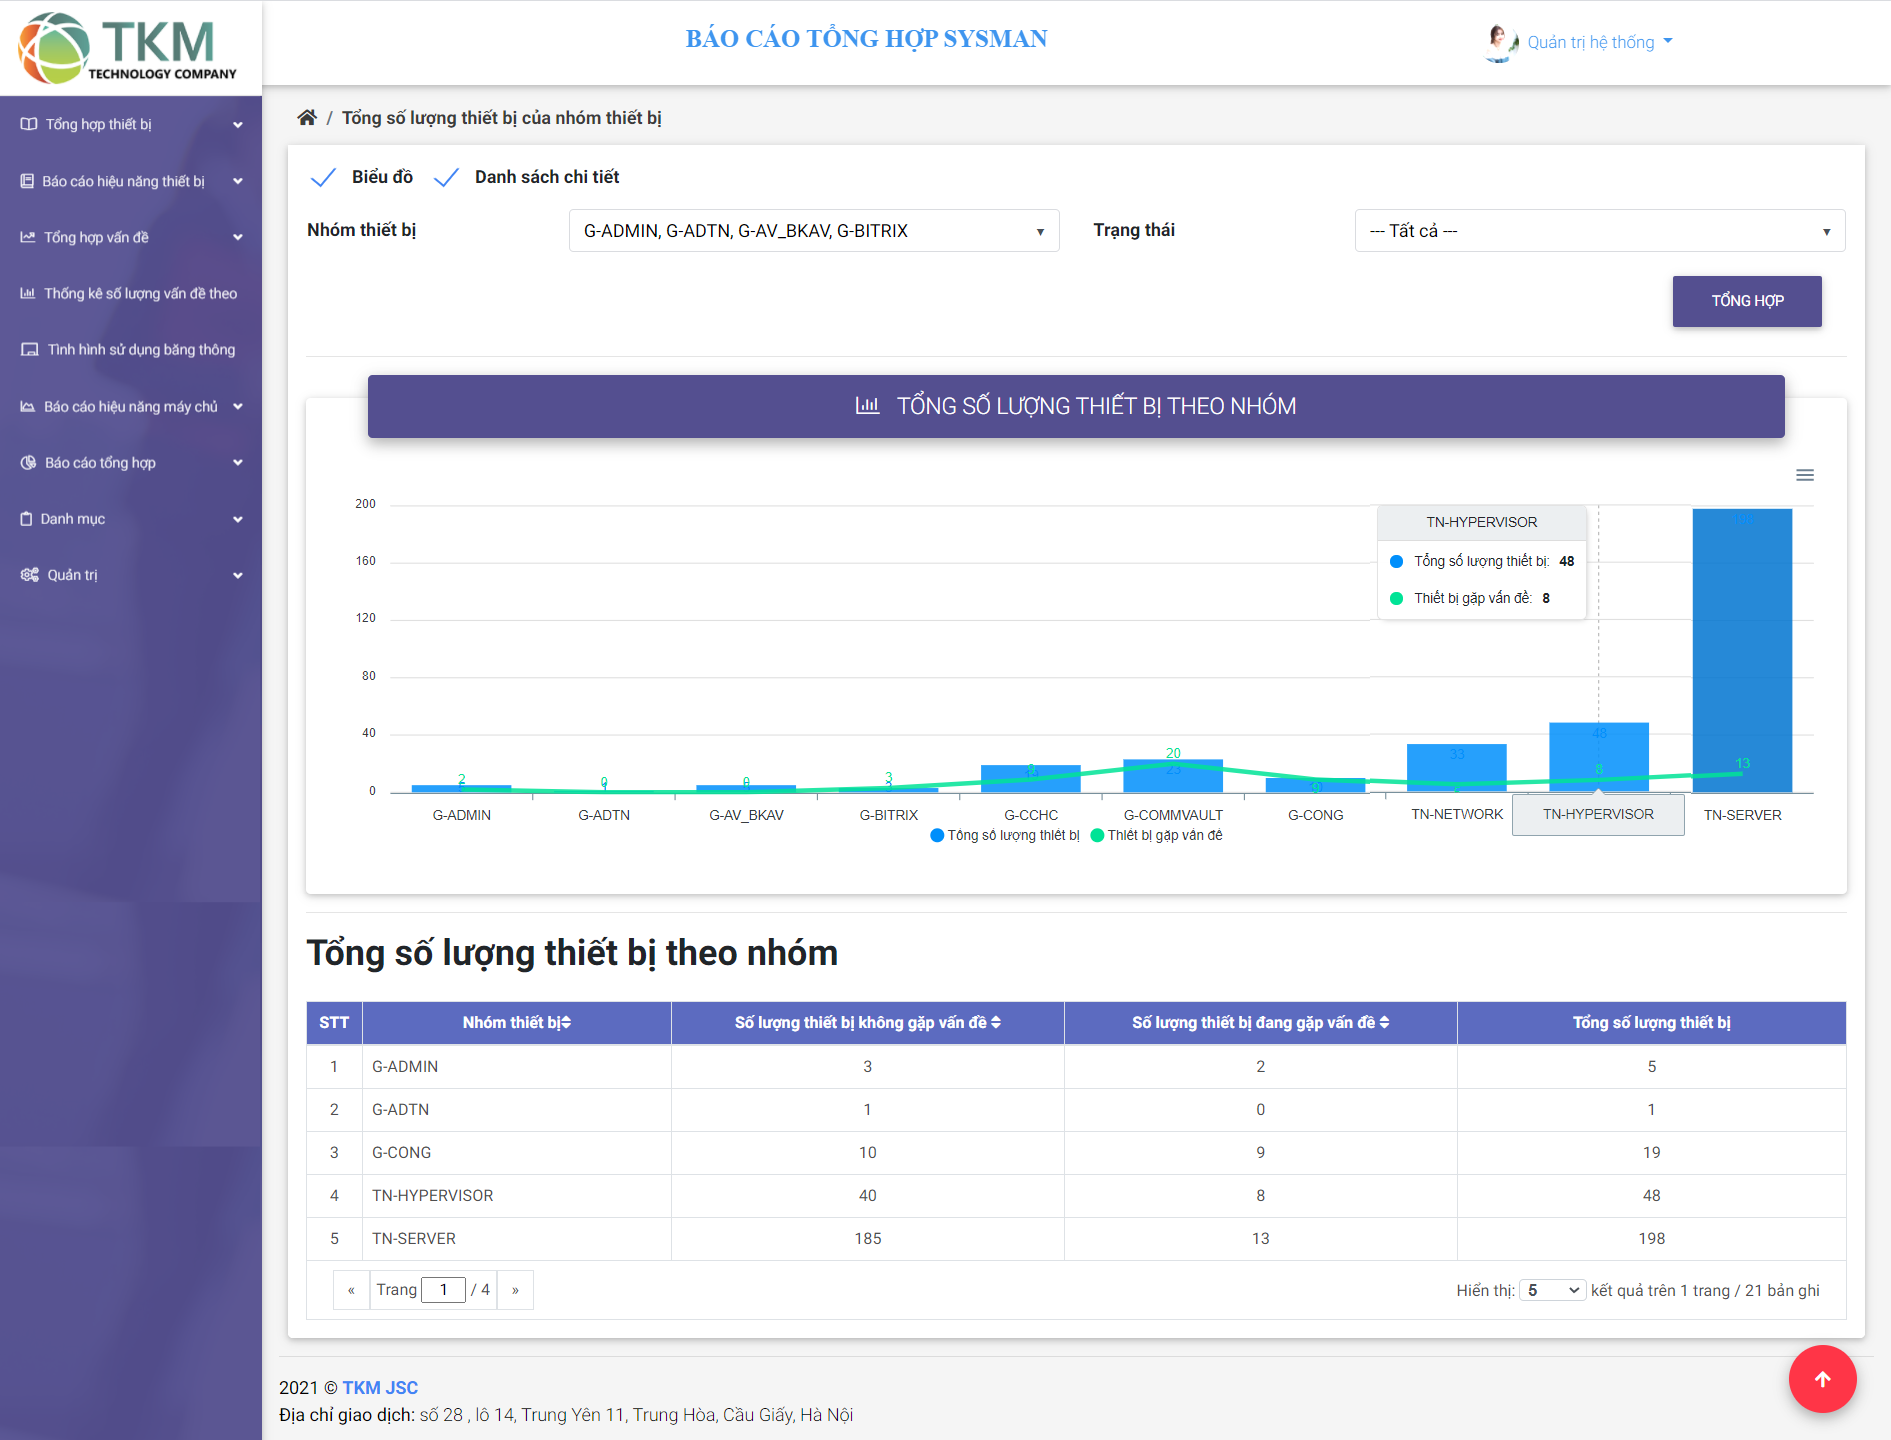 TKM
TECHNOLOGY COMPANY
BÁO CÁO TỔNG HỢP SYSMAN
Quản trị hệ thống
Tổng hợp thiết bị
Báo cáo hiệu năng thiết bị
Tổng hợp vấn đề
Thống kê số lượng vấn đề theo
Tình hình sử dụng băng thông
Báo cáo hiệu năng máy chủ
Báo cáo tổng hợp
Danh mục
Quản trị
/ Tổng số lượng thiết bị của nhóm thiết bị
Biểu đồ Danh sách chi tiết
Nhóm thiết bị G-ADMIN, G-ADTN, G-AV_BKAV, G-BITRIX Trạng thái --- Tất cả ---
TỔNG HỢP
TỔNG SỐ LƯỢNG THIẾT BỊ THEO NHÓM
200
160
120
80
40
0
TN-HYPERVISOR
Tổng số lượng thiết bị: 48
Thiết bị gặp vấn đề: 8
2 0 0 3 9 20 23 33 48 8 13
G-ADMIN G-ADTN G-AV_BKAV G-BITRIX G-CCHC G-COMMVAULT G-CONG TN-NETWORK TN-HYPERVISOR TN-SERVER
Tổng số lượng thiết bị Thiết bị gặp vấn đề
Tổng số lượng thiết bị theo nhóm
STT Nhóm thiết bị Số lượng thiết bị không gặp vấn đề Số lượng thiết bị đang gặp vấn đề Tổng số lượng thiết bị
1 G-ADMIN 3 2 5
2 G-ADTN 1 0 1
3 G-CONG 10 9 19
4 TN-HYPERVISOR 40 8 48
5 TN-SERVER 185 13 198
« Trang 1 / 4 » Hiển thị: 5 kết quả trên 1 trang / 21 bản ghi
2021 © TKM JSC
Địa chỉ giao dịch: số 28 , lô 14, Trung Yên 11, Trung Hòa, Cầu Giấy, Hà Nội